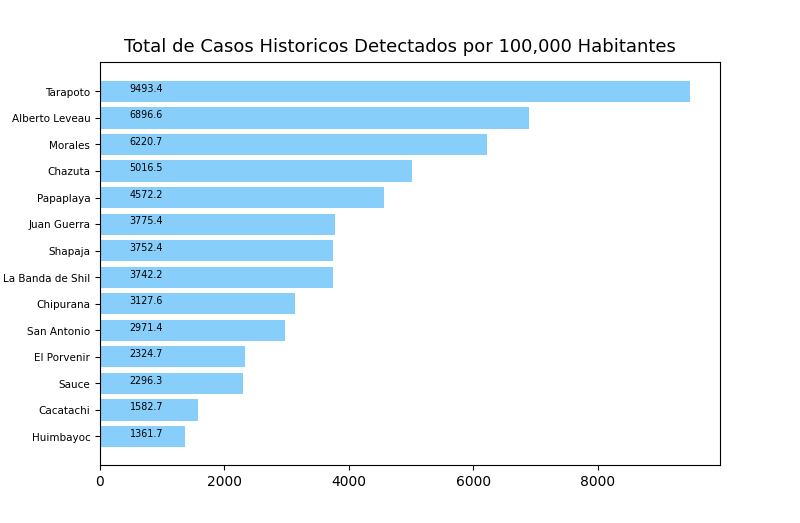 Total de Casos Historicos Detectados por 100,000 Habitantes
Tarapoto 9493.4
Alberto Leveau 6896.6
Morales 6220.7
Chazuta 5016.5
Papaplaya 4572.2
Juan Guerra 3775.4
Shapaja 3752.4
La Banda de Shil 3742.2
Chipurana 3127.6
San Antonio 2971.4
El Porvenir 2324.7
Sauce 2296.3
Cacatachi 1582.7
Huimbayoc 1361.7
0 2000 4000 6000 8000